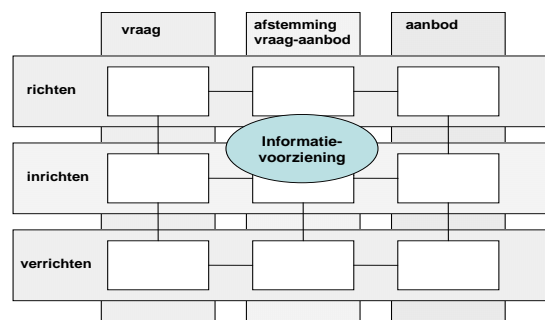 vraag
afstemming
vraag-aanbod
aanbod
richten
Informatie-
voorziening
inrichten
verrichten